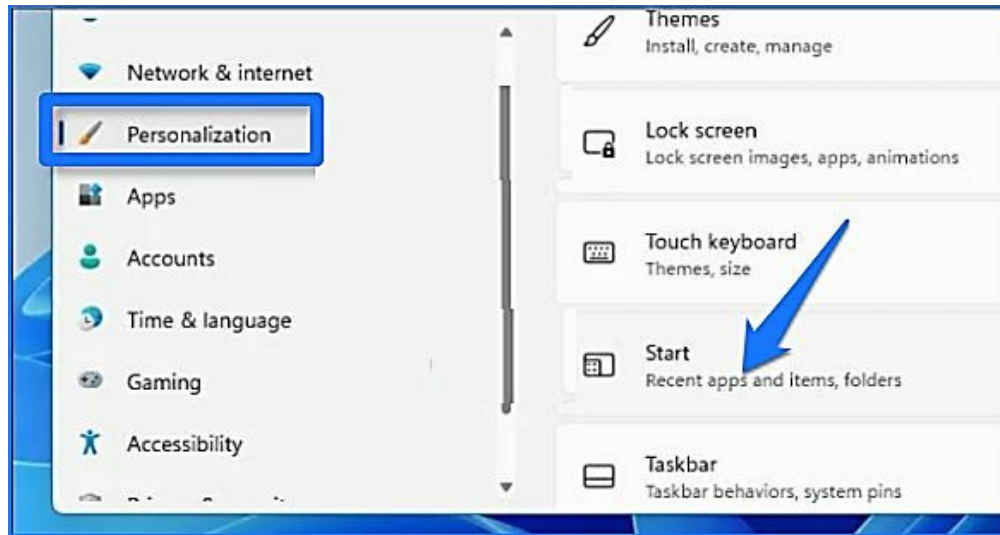 Network & internet
Personalization
Apps
Accounts
Time & language
Gaming
Accessibility
Themes
Install, create, manage
Lock screen
Lock screen images, apps, animations
Touch keyboard
Themes, size
Start
Recent apps and items, folders
Taskbar
Taskbar behaviors, system pins